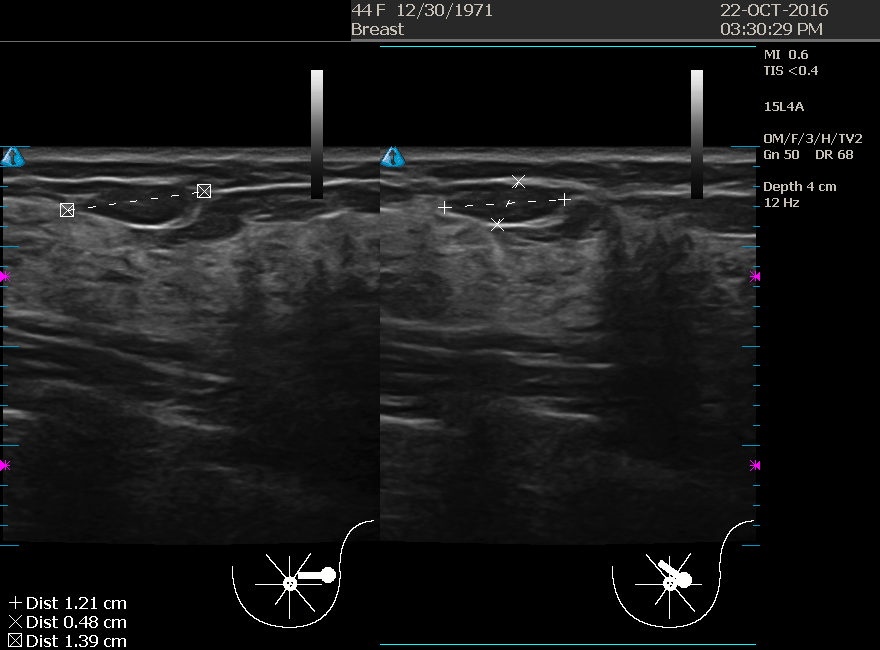 44 F 12/30/1971
22-OCT-2016
Breast
03:30:29 PM
MI 0.6
TIS <0.4
15L4A
OM/F/3/H/TV2
Gn 50 DR 68
Depth 4 cm
12 Hz
Dist 1.21 cm
Dist 0.48 cm
Dist 1.39 cm